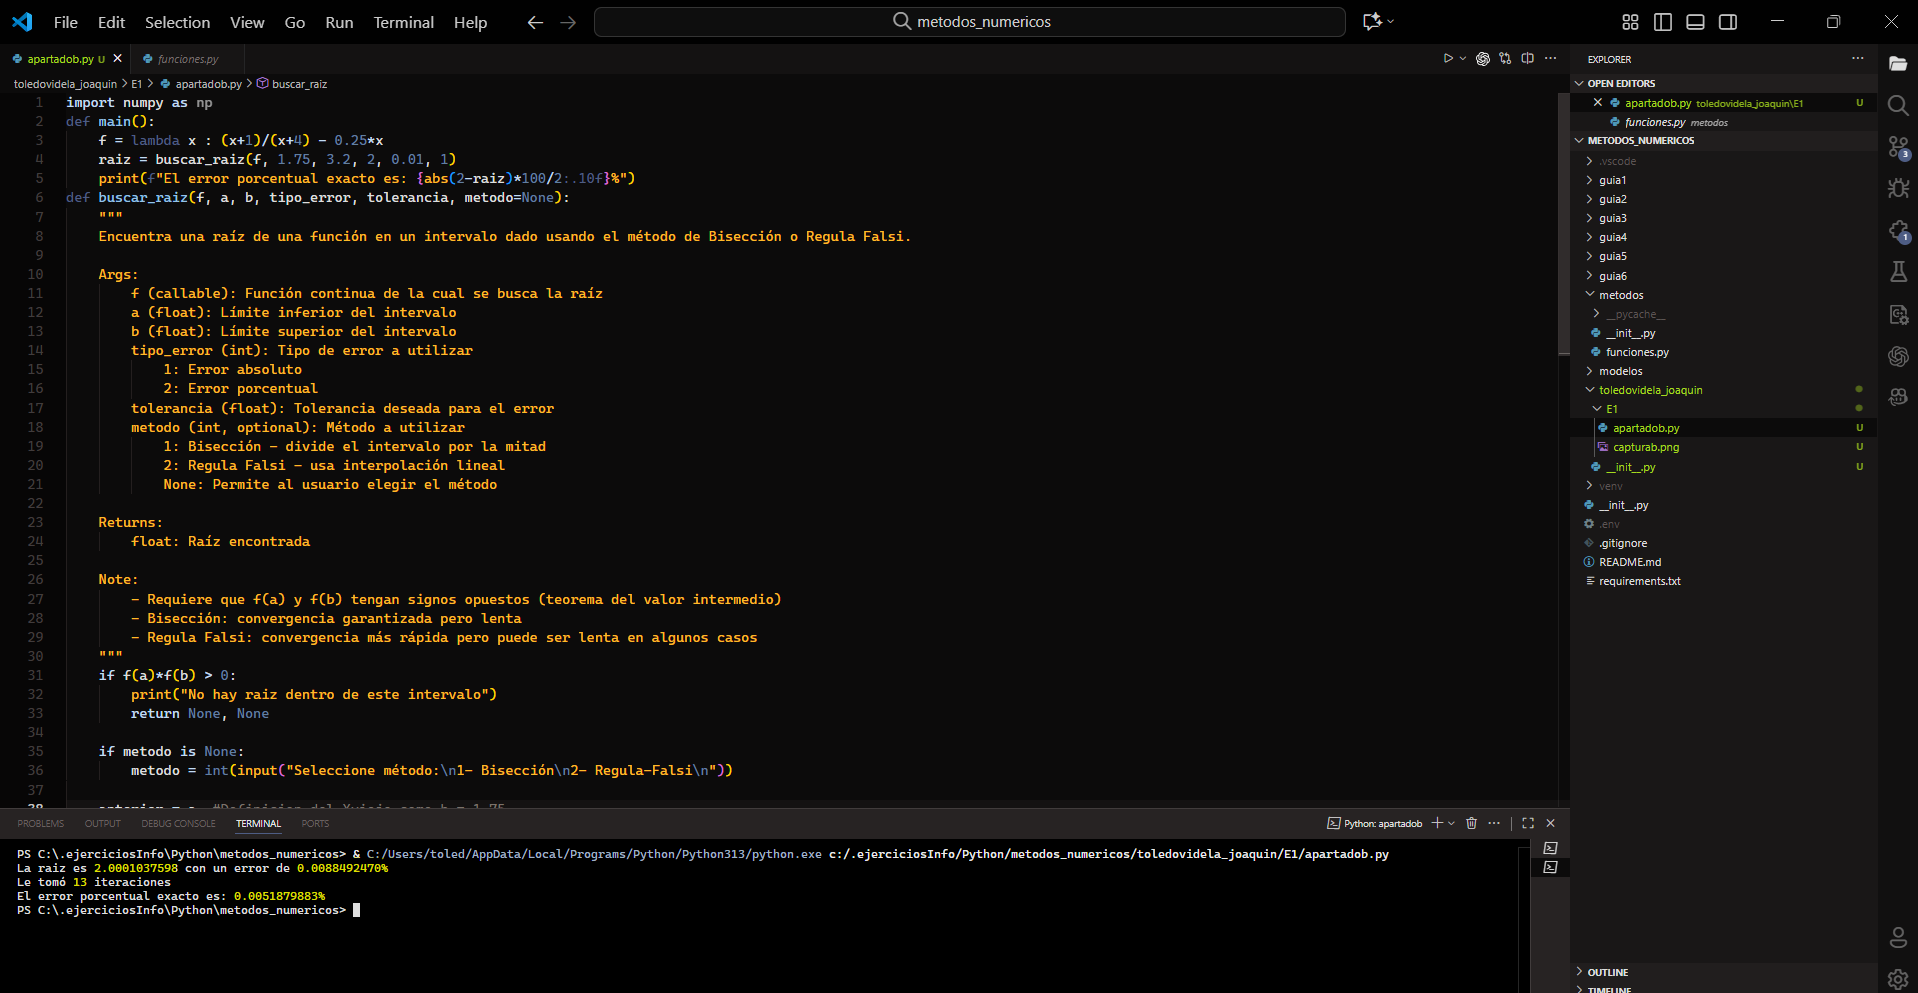 File Edit Selection View Go Run Terminal Help
metodos_numericos
apartadob.py U
funciones.py
toledovidela_joaquin > E1 > apartadob.py > buscar_raiz
1 import numpy as np
2 def main():
3 f = lambda x : (x+1)/(x+4) - 0.25*x
4 raiz = buscar_raiz(f, 1.75, 3.2, 2, 0.01, 1)
5 print(f"El error porcentual exacto es: {abs(2-raiz)*100/2:.10f}%")
6 def buscar_raiz(f, a, b, tipo_error, tolerancia, metodo=None):
7 """
8 Encuentra una raíz de una función en un intervalo dado usando el método de Bisección o Regula Falsi.
9
10 Args:
11 f (callable): Función continua de la cual se busca la raíz
12 a (float): Límite inferior del intervalo
13 b (float): Límite superior del intervalo
14 tipo_error (int): Tipo de error a utilizar
15 1: Error absoluto
16 2: Error porcentual
17 tolerancia (float): Tolerancia deseada para el error
18 metodo (int, optional): Método a utilizar
19 1: Bisección - divide el intervalo por la mitad
20 2: Regula Falsi - usa interpolación lineal
21 None: Permite al usuario elegir el método
22
23 Returns:
24 float: Raíz encontrada
25
26 Note:
27 - Requiere que f(a) y f(b) tengan signos opuestos (teorema del valor intermedio)
28 - Bisección: convergencia garantizada pero lenta
29 - Regula Falsi: convergencia más rápida pero puede ser lenta en algunos casos
30 """
31 if f(a)*f(b) > 0:
32 print("No hay raiz dentro de este intervalo")
33 return None, None
34
35 if metodo is None:
36 metodo = int(input("Seleccione método:\n1- Bisección\n2- Regula-Falsi\n"))
37
PROBLEMS OUTPUT DEBUG CONSOLE TERMINAL PORTS
Python: apartadob
PS C:\.ejerciciosInfo\Python\metodos_numericos> & C:/Users/toled/AppData/Local/Programs/Python/Python313/python.exe c:/.ejerciciosInfo/Python/metodos_numericos/toledovidela_joaquin/E1/apartadob.py
La raiz es 2.0001037598 con un error de 0.0088492470%
Le tomó 13 iteraciones
El error porcentual exacto es: 0.0051879883%
PS C:\.ejerciciosInfo\Python\metodos_numericos>
EXPLORER
OPEN EDITORS
apartadob.py toledovidela_joaquin\E1 U
funciones.py metodos
METODOS_NUMERICOS
.vscode
guia1
guia2
guia3
guia4
guia5
guia6
metodos
__pycache__
__init__.py
funciones.py
modelos
toledovidela_joaquin
E1
apartadob.py U
capturab.png U
__init__.py U
venv
__init__.py
.env
.gitignore
README.md
requirements.txt
OUTLINE
TIMELINE
3
1